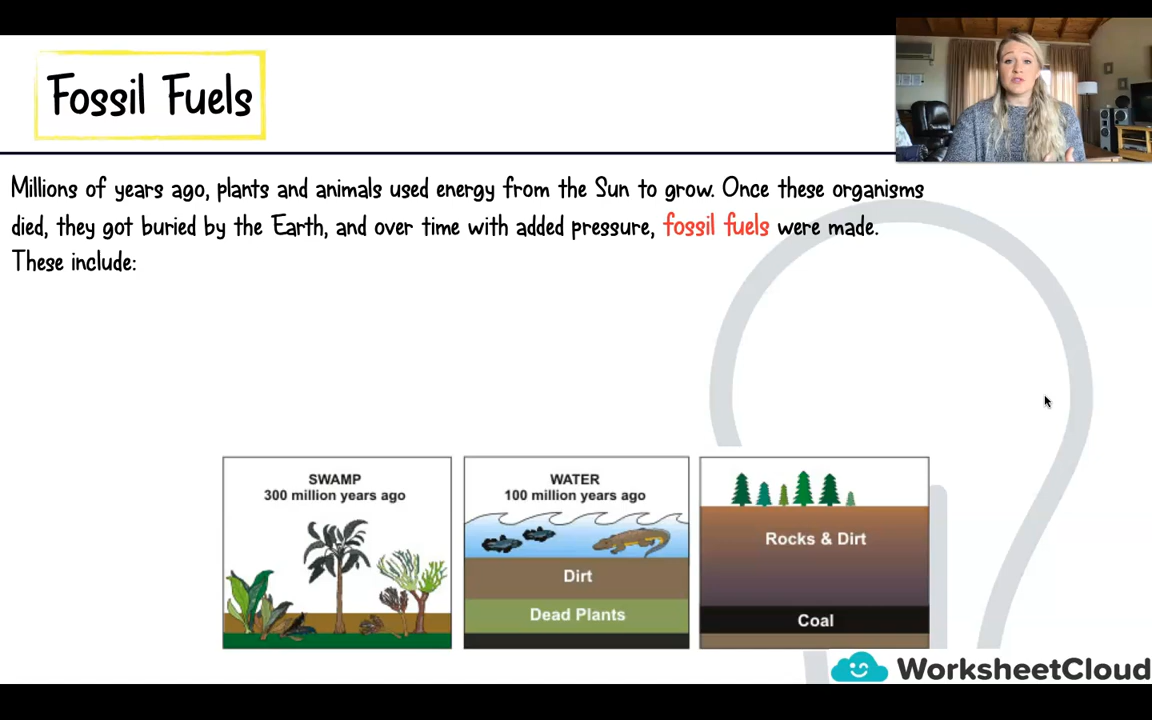 Fossil Fuels
Millions of years ago, plants and animals used energy from the Sun to grow. Once these organisms
died, they got buried by the Earth, and over time with added pressure, fossil fuels were made.
These include:
SWAMP
300 million years ago
WATER
100 million years ago
Dirt
Dead Plants
Rocks & Dirt
Coal
WorksheetCloud